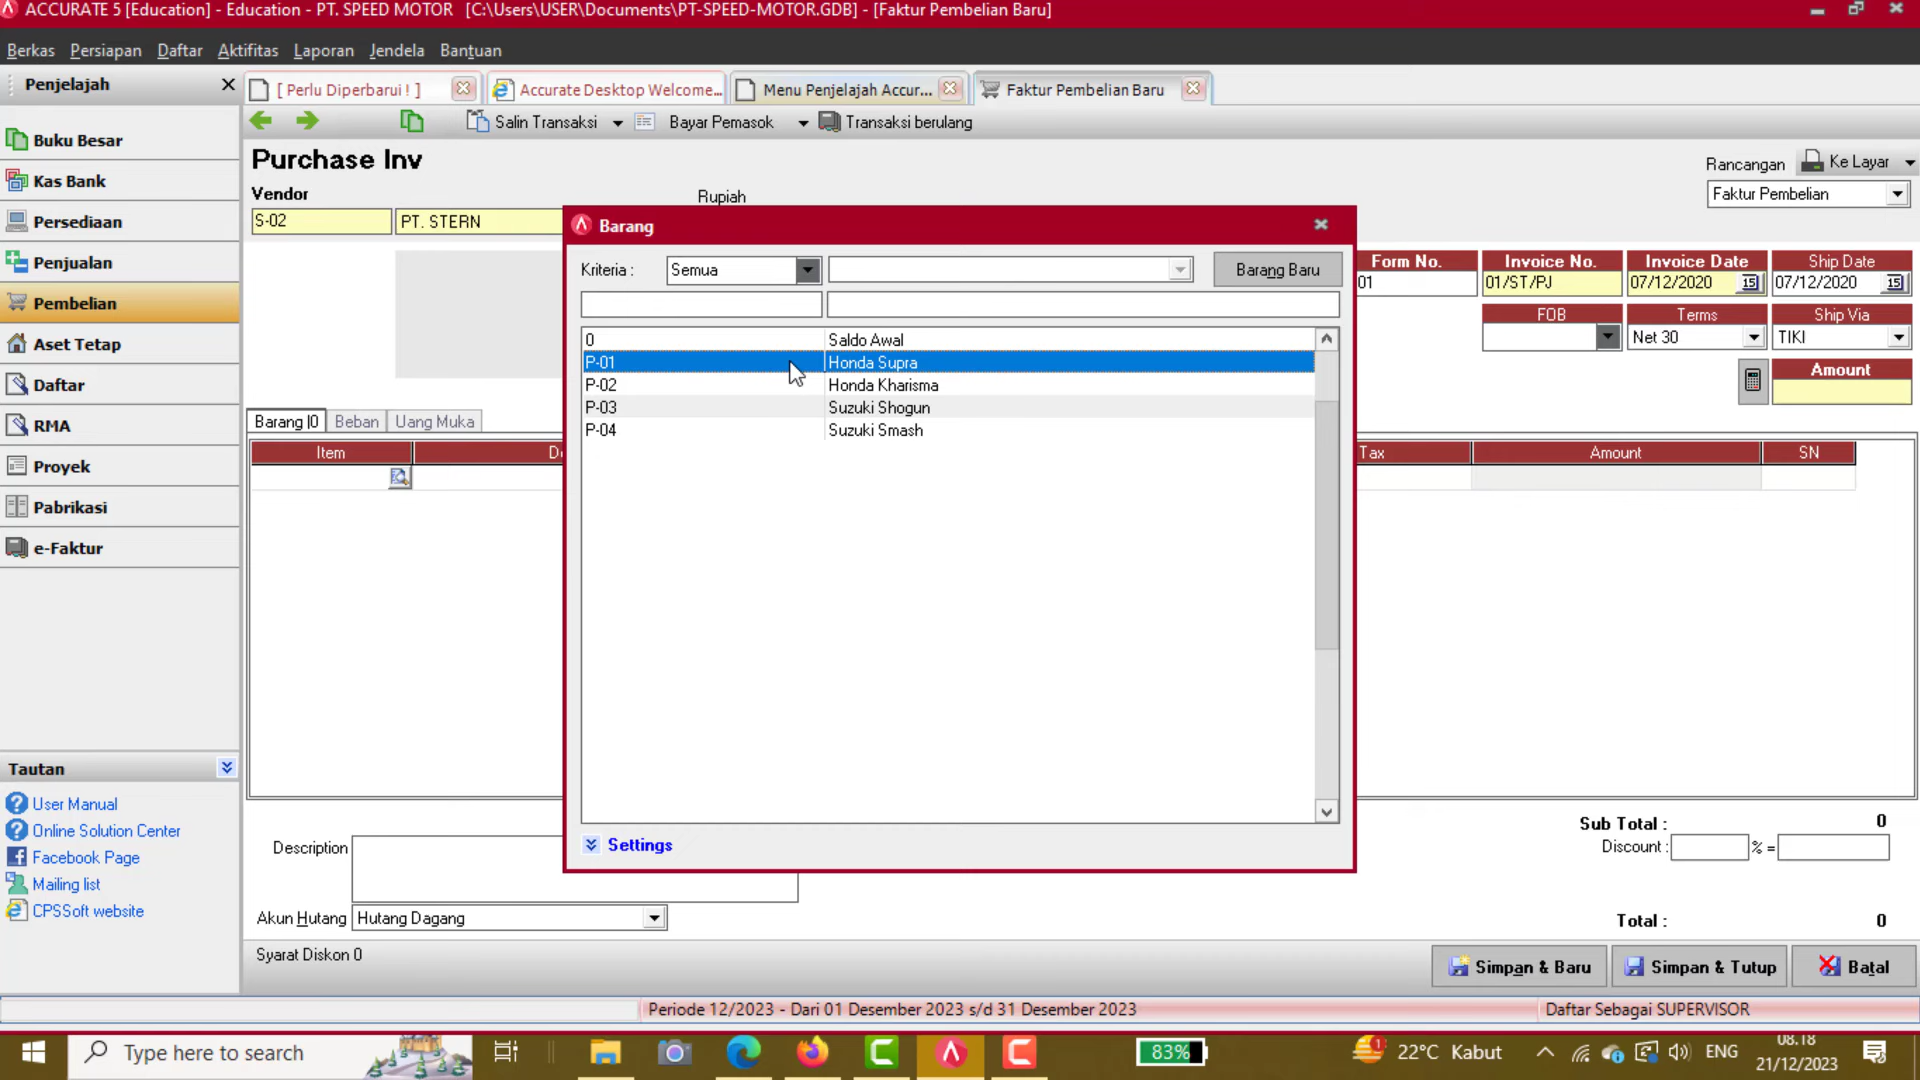 ACCURATE 5 [Education] - Education - PT. SPEED MOTOR [C:\Users\USER\Documents\PT-SPEED-MOTOR.GDB] - [Faktur Pembelian Baru]
Berkas Persiapan Daftar Aktifitas Laporan Jendela Bantuan
Penjelajah
[ Perlu Diperbarui ! ]
Accurate Desktop Welcome...
Menu Penjelajah Accur...
Faktur Pembelian Baru
Salin Transaksi
Bayar Pemasok
Transaksi berulang
Buku Besar
Kas Bank
Persediaan
Penjualan
Pembelian
Aset Tetap
Daftar
RMA
Proyek
Pabrikasi
e-Faktur
Tautan
User Manual
Online Solution Center
Facebook Page
Mailing list
CPSSoft website
Purchase Inv
Rancangan
Ke Layar
Faktur Pembelian
Vendor
Rupiah
S-02
PT. STERN
Form No.
Invoice No.
Invoice Date
Ship Date
01
01/ST/PJ
07/12/2020
15
07/12/2020
15
FOB
Terms
Ship Via
Net 30
TIKI
Amount
Barang |0
Beban
Uang Muka
Item
D
Tax
Amount
SN
Barang
Kriteria :
Semua
Barang Baru
0 Saldo Awal
P-01 Honda Supra
P-02 Honda Kharisma
P-03 Suzuki Shogun
P-04 Suzuki Smash
Settings
Description
Akun Hutang
Hutang Dagang
Syarat Diskon 0
Sub Total : 0
Discount : % =
Total : 0
Simpan & Baru
Simpan & Tutup
Batal
Periode 12/2023 - Dari 01 Desember 2023 s/d 31 Desember 2023
Daftar Sebagai SUPERVISOR
Type here to search
83%
1
22°C Kabut
ENG
08.18
21/12/2023